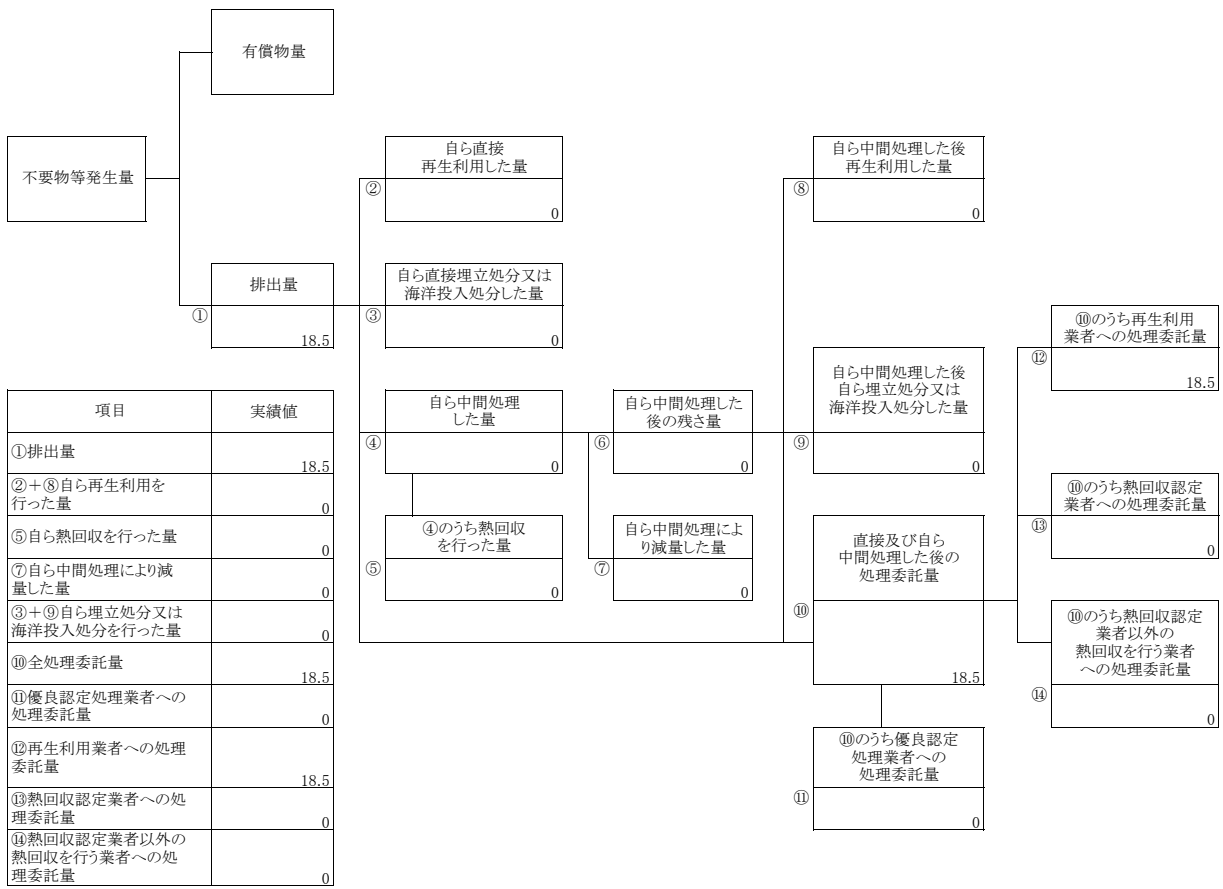 有償物量
不要物等発生量
自ら直接
再生利用した量
②
0
自ら中間処理した後
再生利用した量
⑧
0
排出量
①
18.5
自ら直接埋立処分又は
海洋投入処分した量
③
0
⑩のうち再生利用
業者への処理委託量
⑫
18.5
自ら中間処理
した量
④
0
自ら中間処理した
後の残さ量
⑥
0
自ら中間処理した後
自ら埋立処分又は
海洋投入処分した量
⑨
0
⑩のうち熱回収認定
業者への処理委託量
⑬
0
④のうち熱回収
を行った量
⑤
0
自ら中間処理によ
り減量した量
⑦
0
直接及び自ら
中間処理した後の
処理委託量
⑩
18.5
⑩のうち熱回収認定
業者以外の
熱回収を行う業者
への処理委託量
⑭
0
⑩のうち優良認定
処理業者への
処理委託量
⑪
0
項目 実績値
①排出量
18.5
②＋⑧自ら再生利用を
行った量
0
⑤自ら熱回収を行った量
0
⑦自ら中間処理により減
量した量
0
③＋⑨自ら埋立処分又は
海洋投入処分を行った量
0
⑩全処理委託量
18.5
⑪優良認定処理業者への
処理委託量
0
⑫再生利用業者への処理
委託量
18.5
⑬熱回収認定業者への処
理委託量
0
⑭熱回収認定業者以外の
熱回収を行う業者への処
理委託量
0